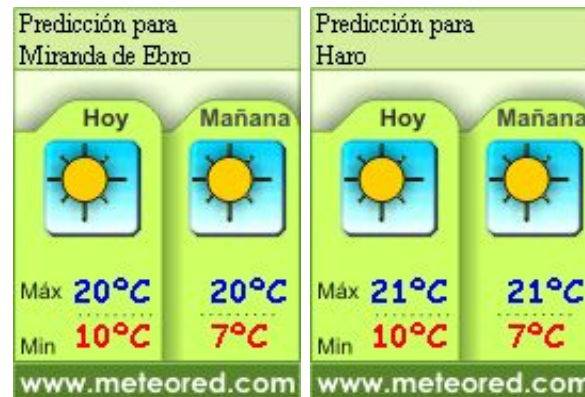 Predicción para
Miranda de Ebro
Hoy Mañana
Máx 20°C 20°C
Min 10°C 7°C
www.meteored.com
Predicción para
Haro
Hoy Mañana
Máx 21°C 21°C
Min 10°C 7°C
www.meteored.com